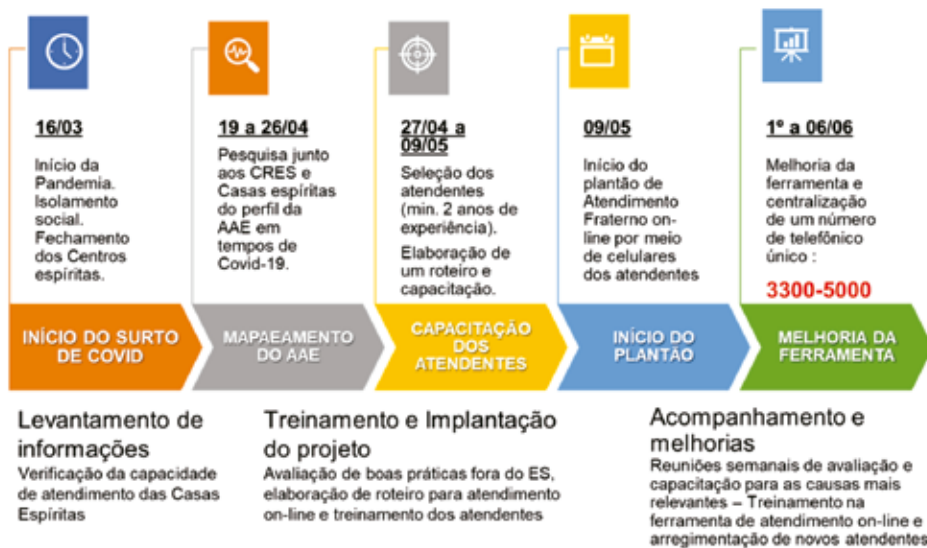 16/03
Início da
Pandemia.
Isolamento
social.
Fechamento
dos Centros
espíritas.
19 a 26/04
Pesquisa junto
aos CRES e
Casas espíritas
do perfil da
AAE em
tempos de
Covid-19.
27/04 a
09/05
Seleção dos
atendentes
(min. 2 anos de
experiência).
Elaboração de
um roteiro e
capacitação.
09/05
Início do
plantão de
Atendimento
Fraterno on-
line por meio
de celulares
dos atendentes
1º a 06/06
Melhoria da
ferramenta e
centralização
de um número
de telefônico
único :
3300-5000
INÍCIO DO SURTO
DE COVID
MAPAEAMENTO
DO AAE
CAPACITAÇÃO
DOS
ATENDENTES
INÍCIO DO
PLANTÃO
MELHORIA DA
FERRAMENTA
Levantamento de
informações
Verificação da capacidade
de atendimento das Casas
Espíritas
Treinamento e Implantação
do projeto
Avaliação de boas práticas fora do ES,
elaboração de roteiro para atendimento
on-line e treinamento dos atendentes
Acompanhamento e
melhorias
Reuniões semanais de avaliação e
capacitação para as causas mais
relevantes – Treinamento na
ferramenta de atendimento on-line e
arregimentação de novos atendentes